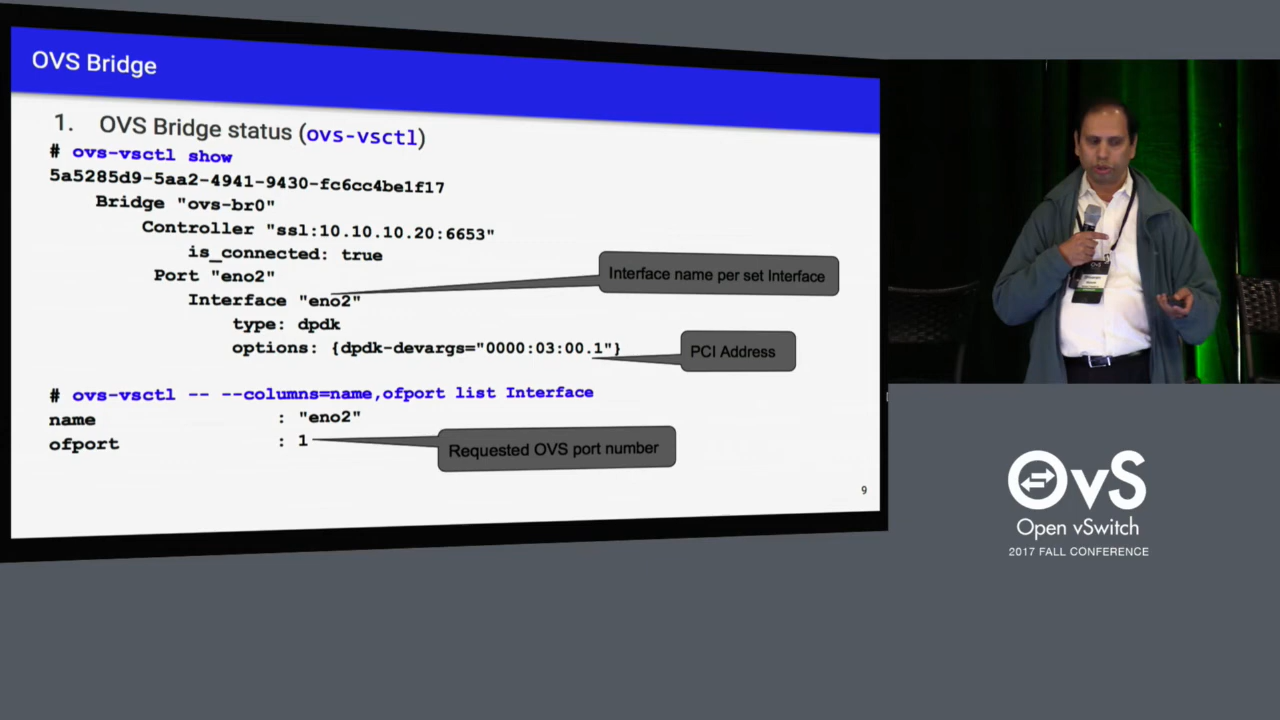 OVS Bridge
1. OVS Bridge status (ovs-vsctl)
# ovs-vsctl show
5a5285d9-5aa2-4941-9430-fc6cc4be1f17
Bridge "ovs-br0"
Controller "ssl:10.10.10.20:6653"
is_connected: true
Port "eno2"
Interface "eno2"
type: dpdk
options: {dpdk-devargs="0000:03:00.1"}
Interface name per set Interface
PCI Address
# ovs-vsctl -- --columns=name,ofport list Interface
name : "eno2"
ofport : 1
Requested OVS port number
9
OvS
Open vSwitch
2017 FALL CONFERENCE